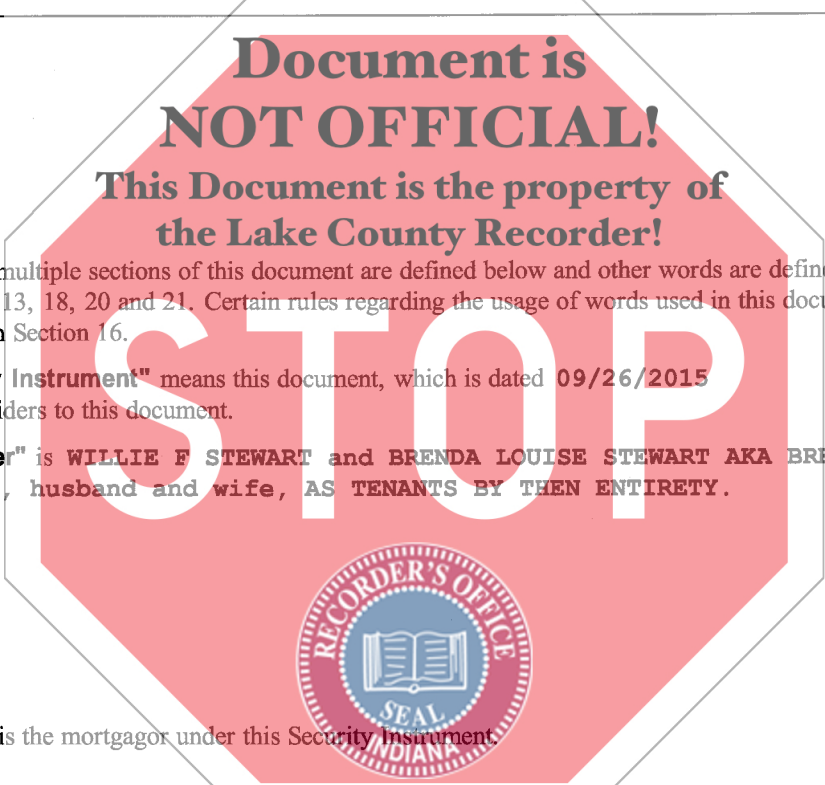 Document is
NOT OFFICIAL!
This Document is the property of
the Lake County Recorder!
multiple sections of this document are defined below and other words are define
13, 18, 20 and 21. Certain rules regarding the usage of words used in this docu
Section 16.
Instrument" means this document, which is dated 09/26/2015
iders to this document.
er" is WILLIE F STEWART and BRENDA LOUISE STEWART AKA BRE
, husband and wife, AS TENANTS BY THEN ENTIRETY.
STOP
RECORDER'S OFFICE
SEAL
INDIANA
is the mortgagor under this Security Instrument.